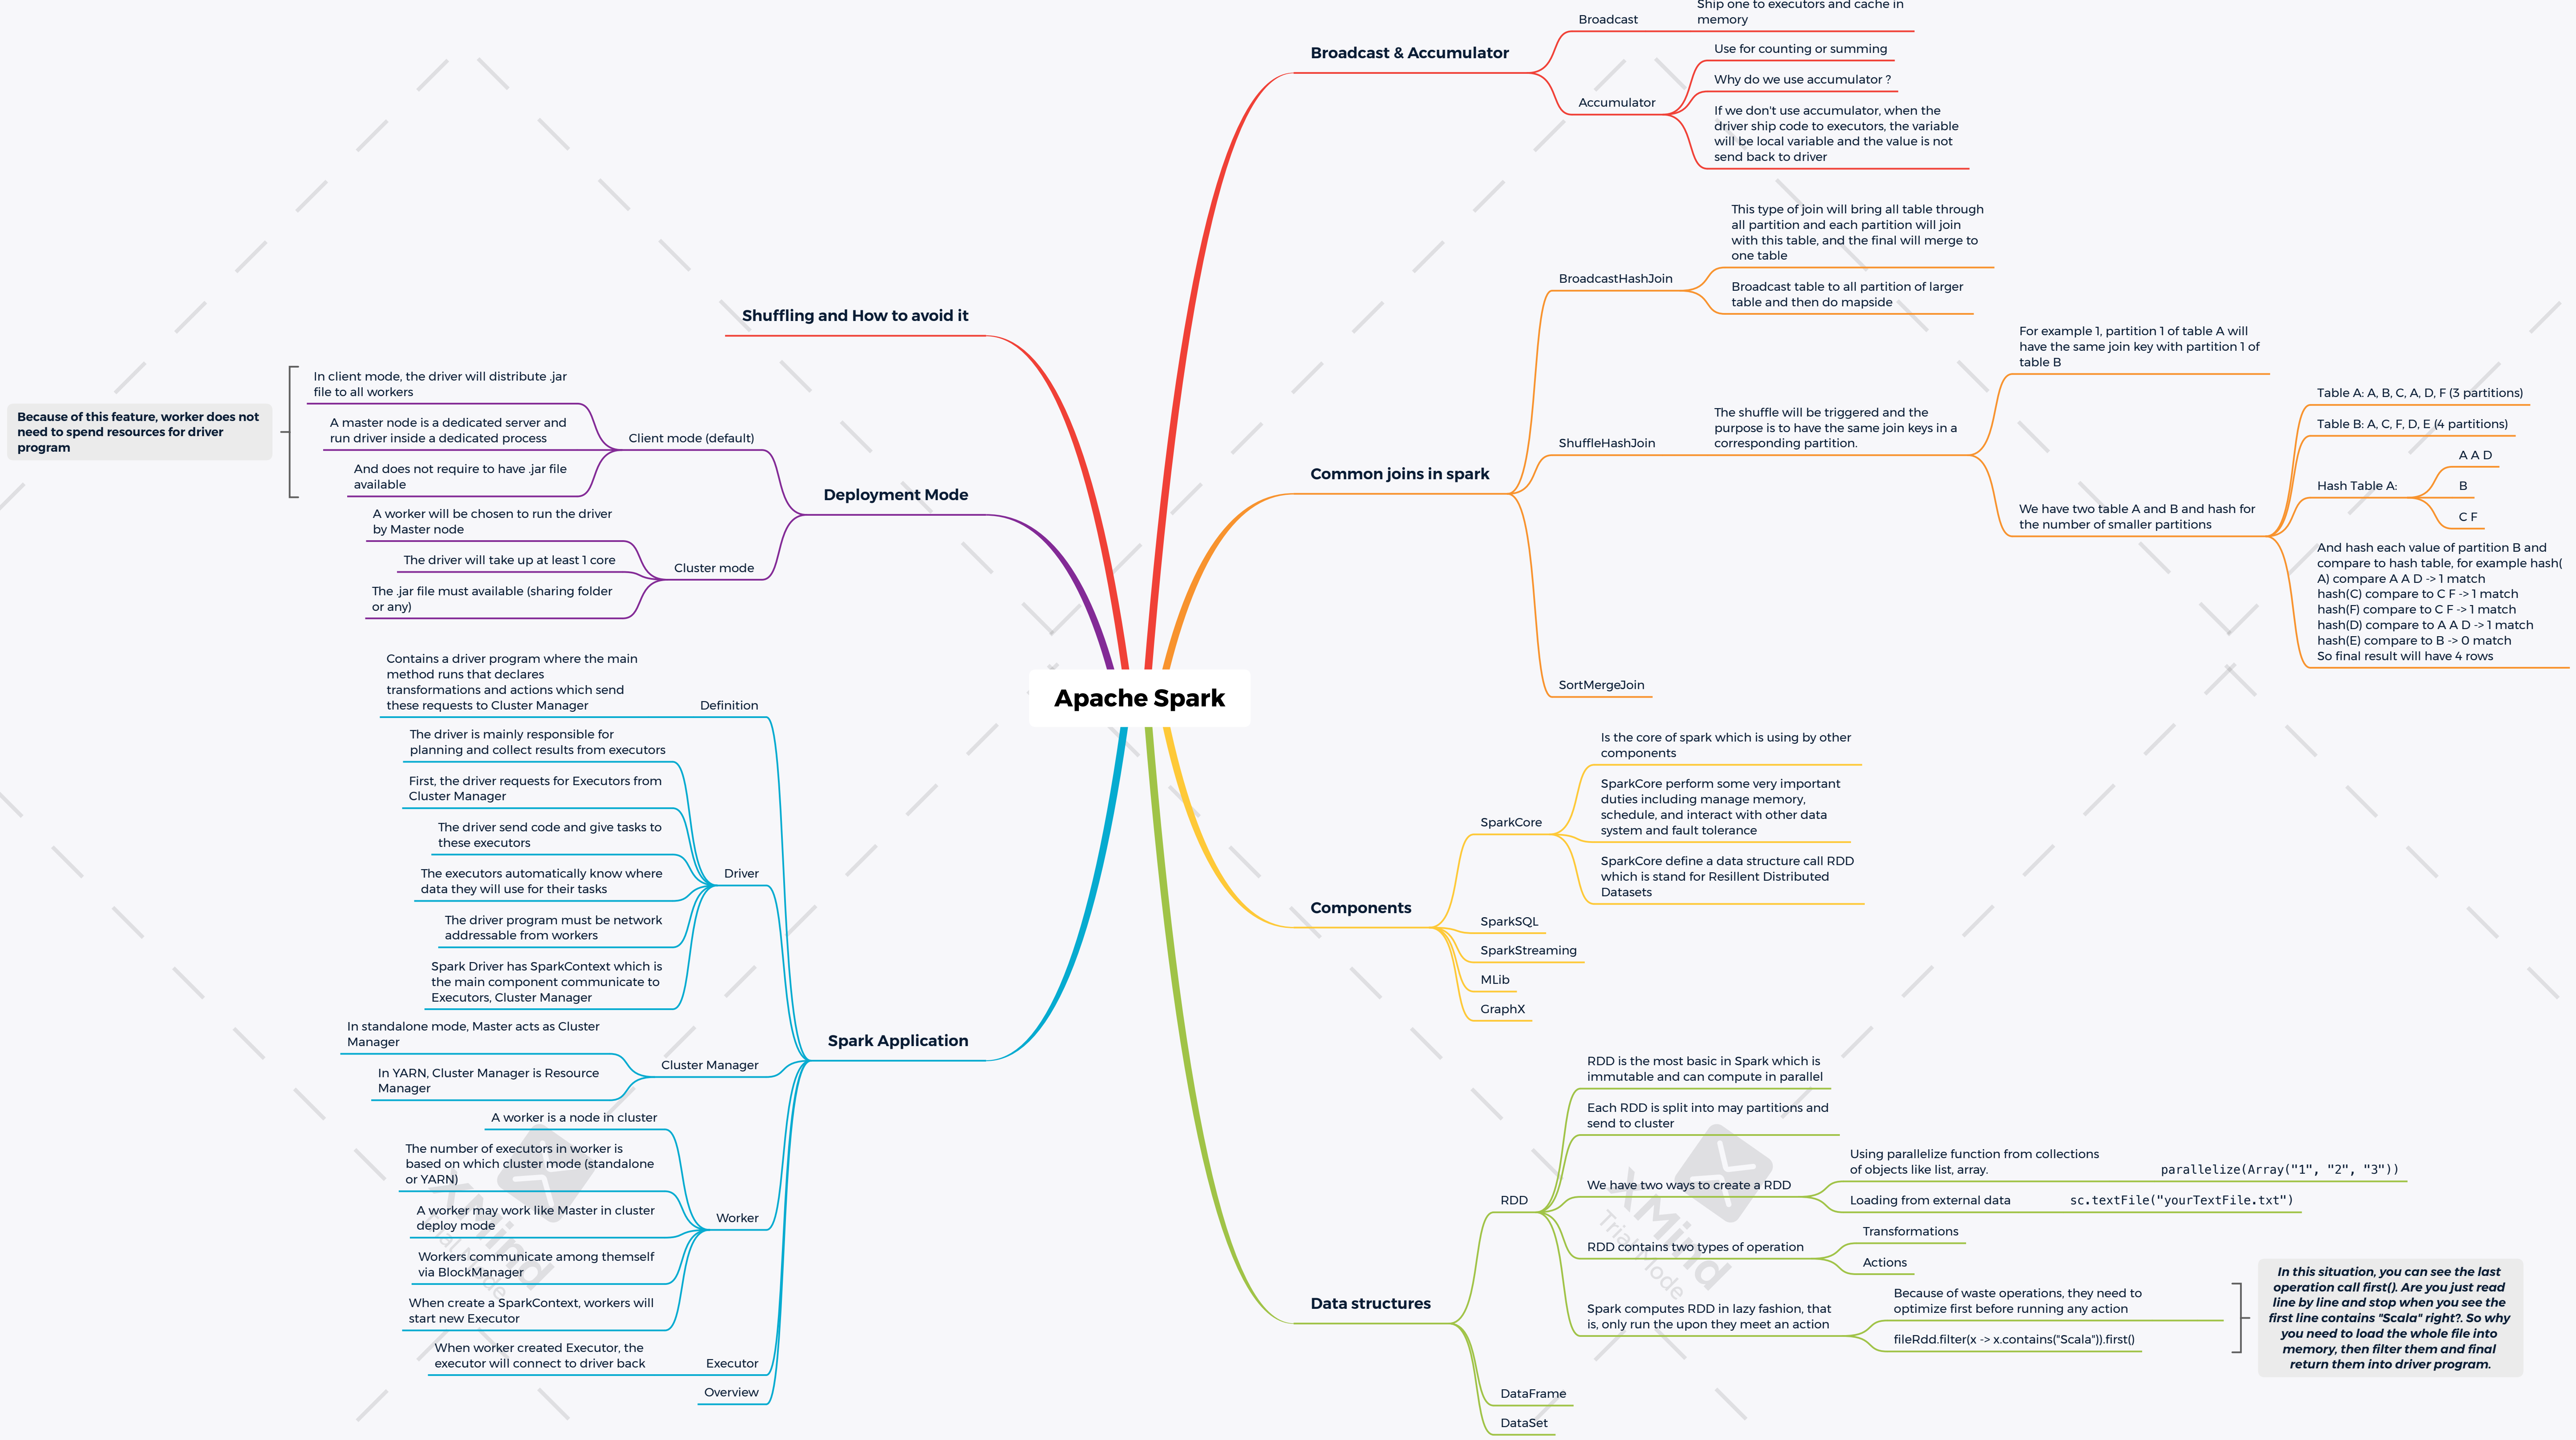 Apache Spark
Broadcast & Accumulator
Broadcast
Ship one to executors and cache in
memory
Accumulator
Use for counting or summing
Why do we use accumulator ?
If we don't use accumulator, when the
driver ship code to executors, the variable
will be local variable and the value is not
send back to driver
Common joins in spark
BroadcastHashJoin
This type of join will bring all table through
all partition and each partition will join
with this table, and the final will merge to
one table
Broadcast table to all partition of larger
table and then do mapside
ShuffleHashJoin
The shuffle will be triggered and the
purpose is to have the same join keys in a
corresponding partition.
For example 1, partition 1 of table A will
have the same join key with partition 1 of
table B
We have two table A and B and hash for
the number of smaller partitions
Table A: A, B, C, A, D, F (3 partitions)
Table B: A, C, F, D, E (4 partitions)
Hash Table A:
A A D
B
C F
And hash each value of partition B and
compare to hash table, for example hash(
A) compare A A D -> 1 match
hash(C) compare to C F -> 1 match
hash(F) compare to C F -> 1 match
hash(D) compare to A A D -> 1 match
hash(E) compare to B -> 0 match
So final result will have 4 rows
SortMergeJoin
Components
SparkCore
Is the core of spark which is using by other
components
SparkCore perform some very important
duties including manage memory,
schedule, and interact with other data
system and fault tolerance
SparkCore define a data structure call RDD
which is stand for Resillent Distributed
Datasets
SparkSQL
SparkStreaming
MLib
GraphX
Data structures
RDD
RDD is the most basic in Spark which is
immutable and can compute in parallel
Each RDD is split into may partitions and
send to cluster
We have two ways to create a RDD
Using parallelize function from collections
of objects like list, array.
parallelize(Array("1", "2", "3"))
Loading from external data
sc.textFile("yourTextFile.txt")
RDD contains two types of operation
Transformations
Actions
Spark computes RDD in lazy fashion, that
is, only run the upon they meet an action
Because of waste operations, they need to
optimize first before running any action
fileRdd.filter(x -> x.contains("Scala")).first()
In this situation, you can see the last
operation call first(). Are you just read
line by line and stop when you see the
first line contains "Scala" right?. So why
you need to load the whole file into
memory, then filter them and final
return them into driver program.
DataFrame
DataSet
Shuffling and How to avoid it
Deployment Mode
Client mode (default)
In client mode, the driver will distribute .jar
file to all workers
A master node is a dedicated server and
run driver inside a dedicated process
And does not require to have .jar file
available
Because of this feature, worker does not
need to spend resources for driver
program
Cluster mode
A worker will be chosen to run the driver
by Master node
The driver will take up at least 1 core
The .jar file must available (sharing folder
or any)
Spark Application
Definition
Contains a driver program where the main
method runs that declares
transformations and actions which send
these requests to Cluster Manager
Driver
The driver is mainly responsible for
planning and collect results from executors
First, the driver requests for Executors from
Cluster Manager
The driver send code and give tasks to
these executors
The executors automatically know where
data they will use for their tasks
The driver program must be network
addressable from workers
Spark Driver has SparkContext which is
the main component communicate to
Executors, Cluster Manager
Cluster Manager
In standalone mode, Master acts as Cluster
Manager
In YARN, Cluster Manager is Resource
Manager
Worker
A worker is a node in cluster
The number of executors in worker is
based on which cluster mode (standalone
or YARN)
A worker may work like Master in cluster
deploy mode
Workers communicate among themself
via BlockManager
When create a SparkContext, workers will
start new Executor
Executor
When worker created Executor, the
executor will connect to driver back
Overview
XMind
Trial Mode
XMind
Trial Mode